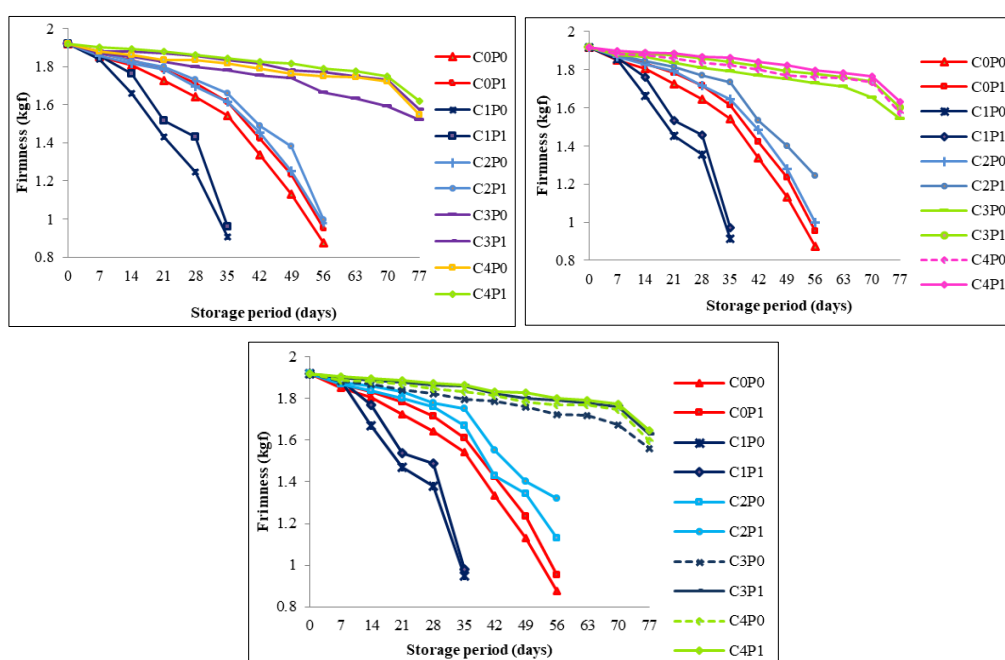 2
1.8
1.6
1.4
1.2
1
0.8
Firmness (kgf)
0 7 14 21 28 35 42 49 56 63 70 77
Storage period (days)
C0P0
C0P1
C1P0
C1P1
C2P0
C2P1
C3P0
C3P1
C4P0
C4P1
2
1.8
1.6
1.4
1.2
1
0.8
Firmness (kgf)
0 7 14 21 28 35 42 49 56 63 70 77
Storage period (days)
C0P0
C0P1
C1P0
C1P1
C2P0
C2P1
C3P0
C3P1
C4P0
C4P1
2
1.8
1.6
1.4
1.2
1
0.8
Frimness (kgf)
0 7 14 21 28 35 42 49 56 63 70 77
Storage period (days)
C0P0
C0P1
C1P0
C1P1
C2P0
C2P1
C3P0
C3P1
C4P0
C4P1